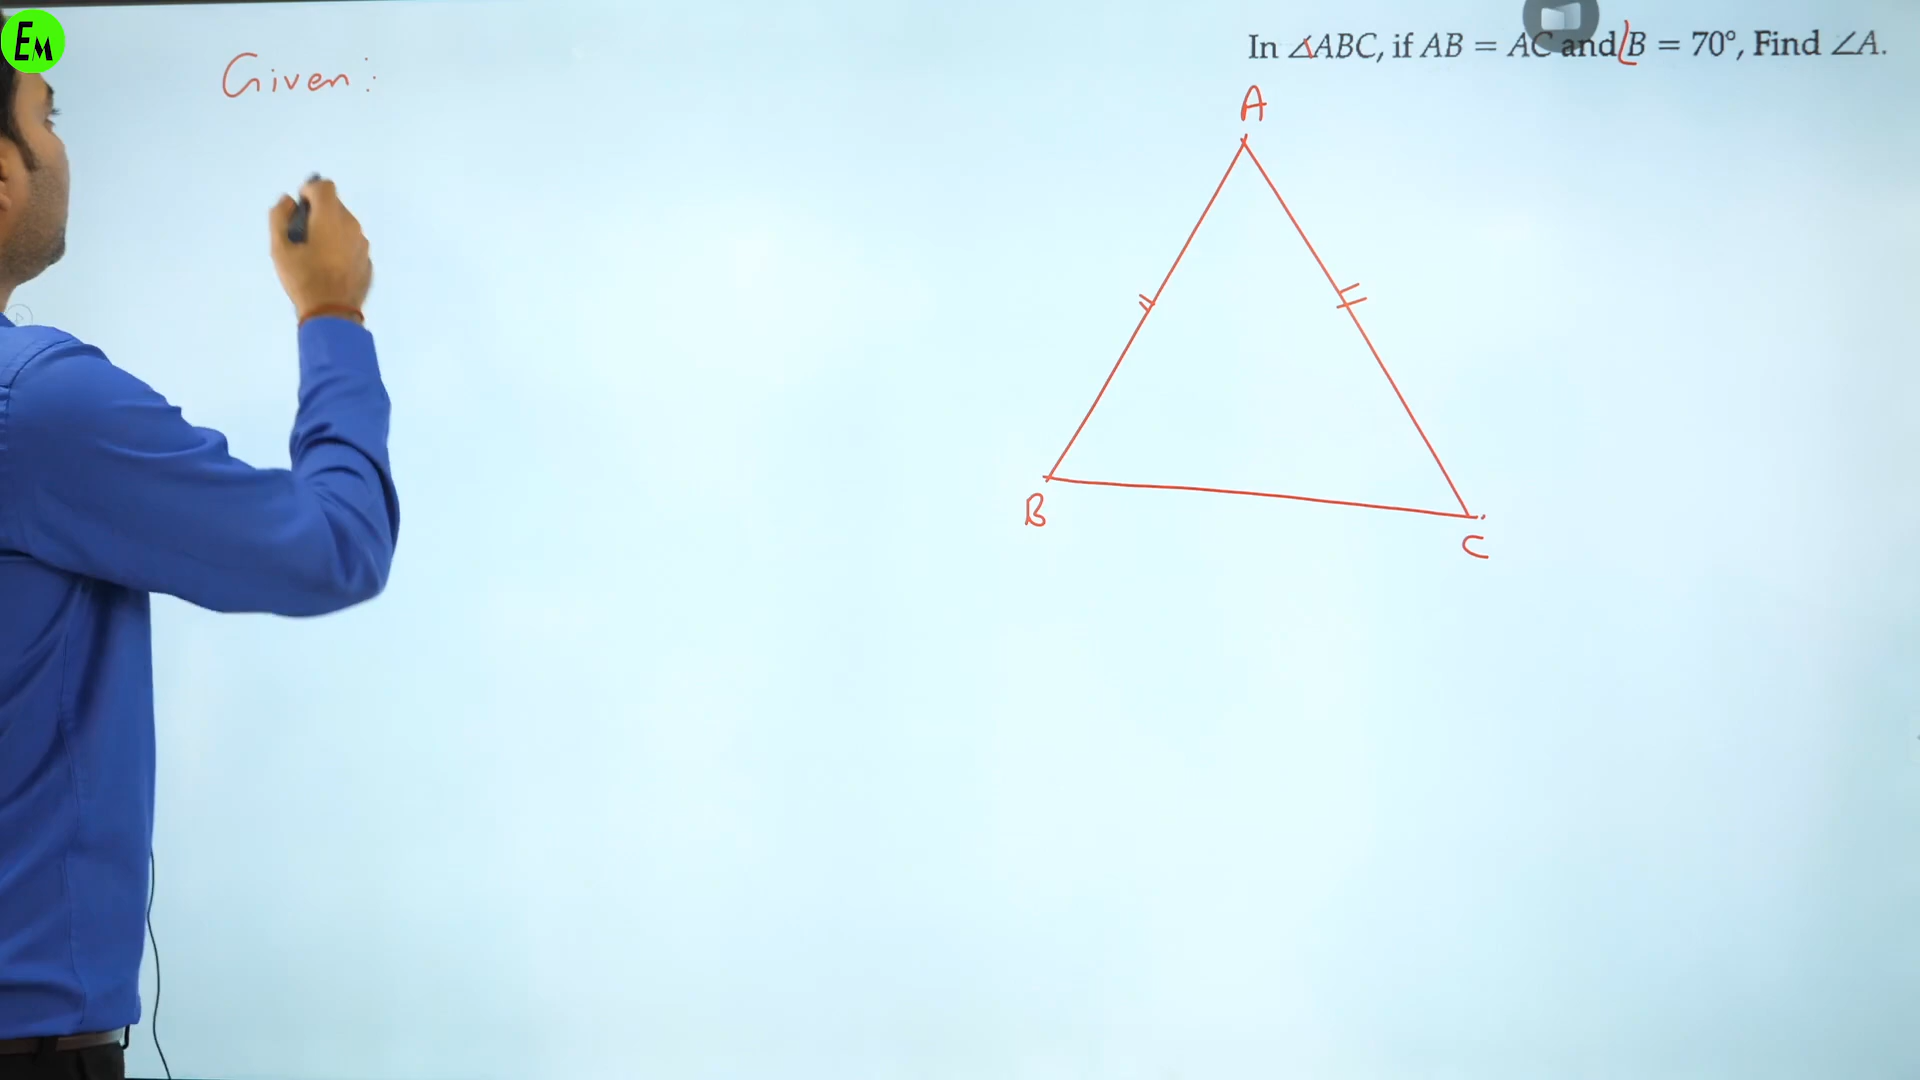 EM
In ∠ABC, if AB = AC and ∠B = 70°, Find ∠A.
Given:
A
B
C